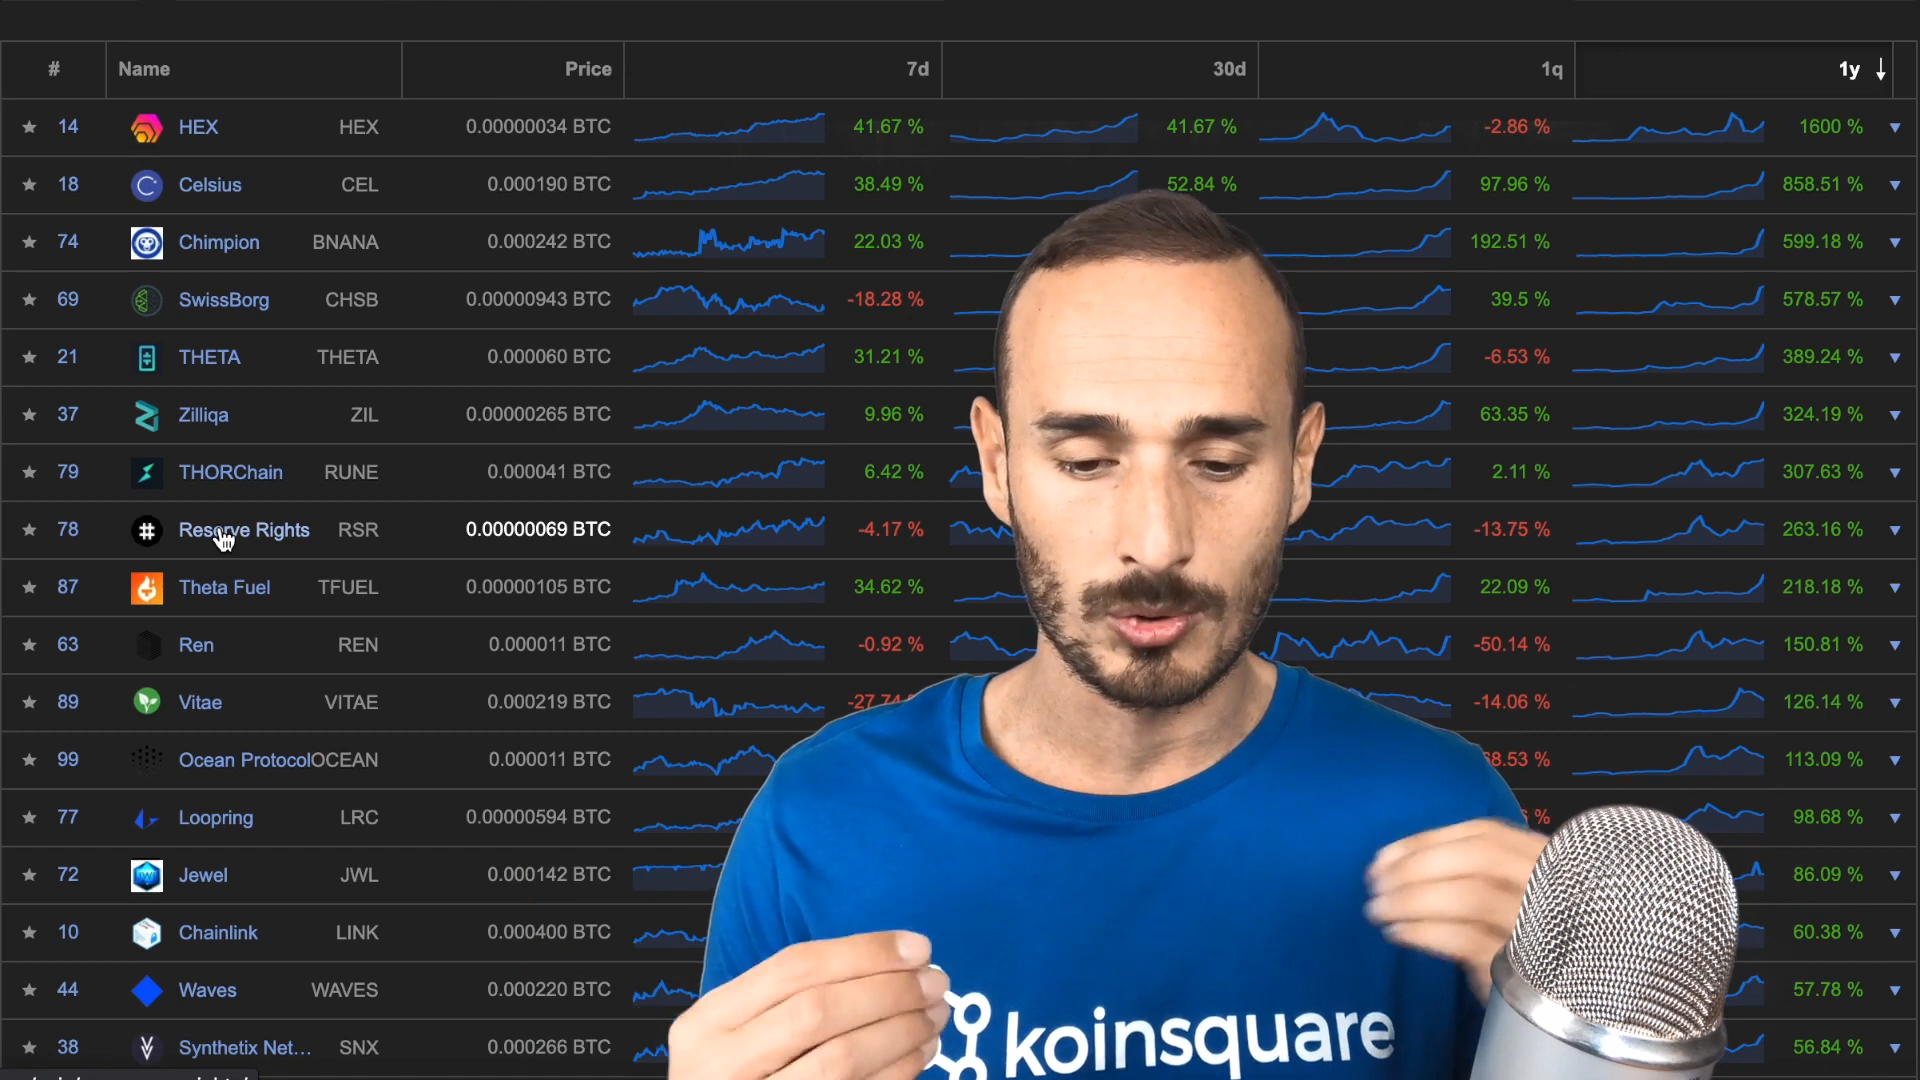 # Name Price 7d 30d 1q 1y ↓
14 HEX HEX 0.00000034 BTC 41.67 % 41.67 % -2.86 % 1600 %
18 Celsius CEL 0.000190 BTC 38.49 % 52.84 % 97.96 % 858.51 %
74 Chimpion BNANA 0.000242 BTC 22.03 % 192.51 % 599.18 %
69 SwissBorg CHSB 0.00000943 BTC -18.28 % 39.5 % 578.57 %
21 THETA THETA 0.000060 BTC 31.21 % -6.53 % 389.24 %
37 Zilliqa ZIL 0.00000265 BTC 9.96 % 63.35 % 324.19 %
79 THORChain RUNE 0.000041 BTC 6.42 % 2.11 % 307.63 %
78 Reserve Rights RSR 0.00000069 BTC -4.17 % -13.75 % 263.16 %
87 Theta Fuel TFUEL 0.00000105 BTC 34.62 % 22.09 % 218.18 %
63 Ren REN 0.000011 BTC -0.92 % -50.14 % 150.81 %
89 Vitae VITAE 0.000219 BTC -27.74 -14.06 % 126.14 %
99 Ocean Protocol OCEAN 0.000011 BTC 8.53 % 113.09 %
77 Loopring LRC 0.00000594 BTC % 98.68 %
72 Jewel JWL 0.000142 BTC 86.09 %
10 Chainlink LINK 0.000400 BTC 60.38 %
44 Waves WAVES 0.000220 BTC 57.78 %
38 Synthetix Net... SNX 0.000266 BTC 56.84 %
koinsquare